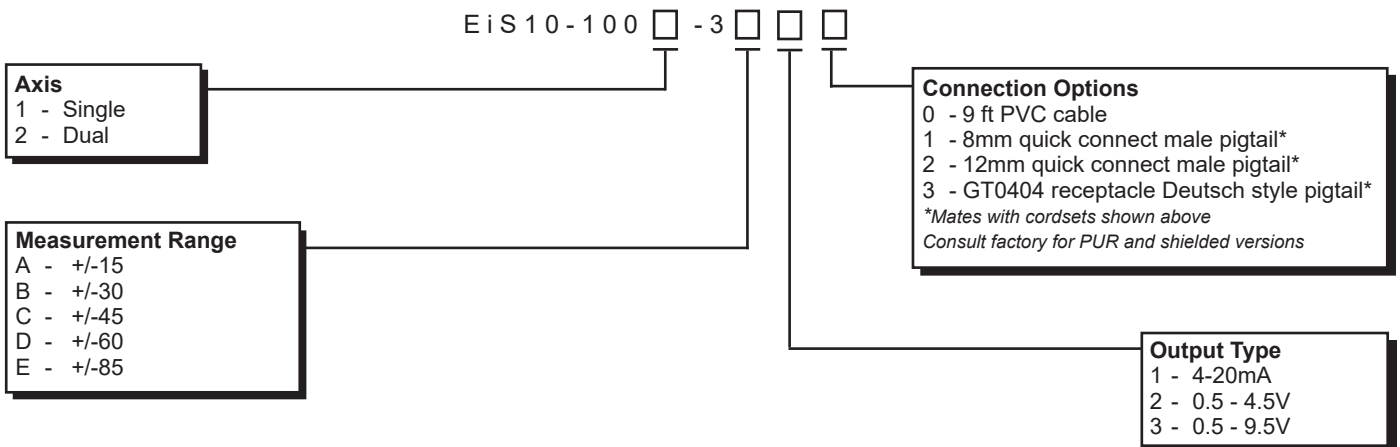 EiS10-100□ -3□ □ □
Axis
1 - Single
2 - Dual
Measurement Range
A - +/-15
B - +/-30
C - +/-45
D - +/-60
E - +/-85
Connection Options
0 - 9 ft PVC cable
1 - 8mm quick connect male pigtail*
2 - 12mm quick connect male pigtail*
3 - GT0404 receptacle Deutsch style pigtail*
*Mates with cordsets shown above
Consult factory for PUR and shielded versions
Output Type
1 - 4-20mA
2 - 0.5 - 4.5V
3 - 0.5 - 9.5V